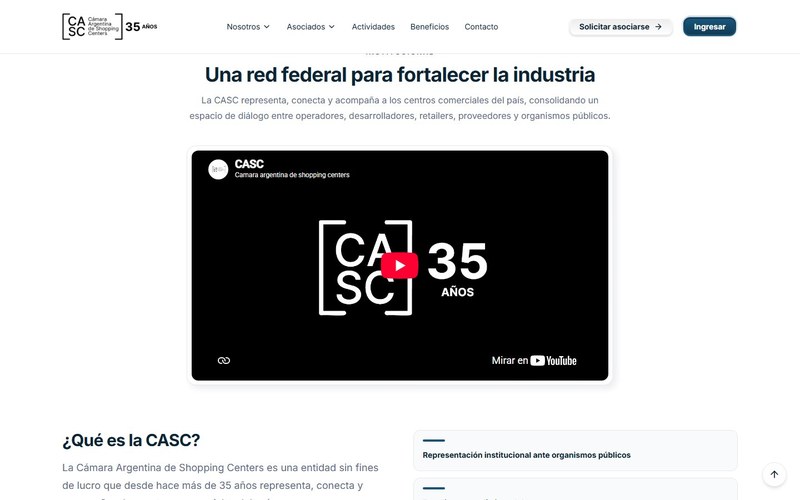 CA
SC
Cámara
Argentina
de Shopping
Centers
35 AÑOS
Nosotros
Asociados
Actividades
Beneficios
Contacto
Solicitar asociarse
Ingresar
Una red federal para fortalecer la industria
La CASC representa, conecta y acompaña a los centros comerciales del país, consolidando un
espacio de diálogo entre operadores, desarrolladores, retailers, proveedores y organismos públicos.
CASC
Camara argentina de shopping centers
CA
SC
35
AÑOS
Mirar en YouTube
¿Qué es la CASC?
La Cámara Argentina de Shopping Centers es una entidad sin fines
de lucro que desde hace más de 35 años representa, conecta y
Representación institucional ante organismos públicos